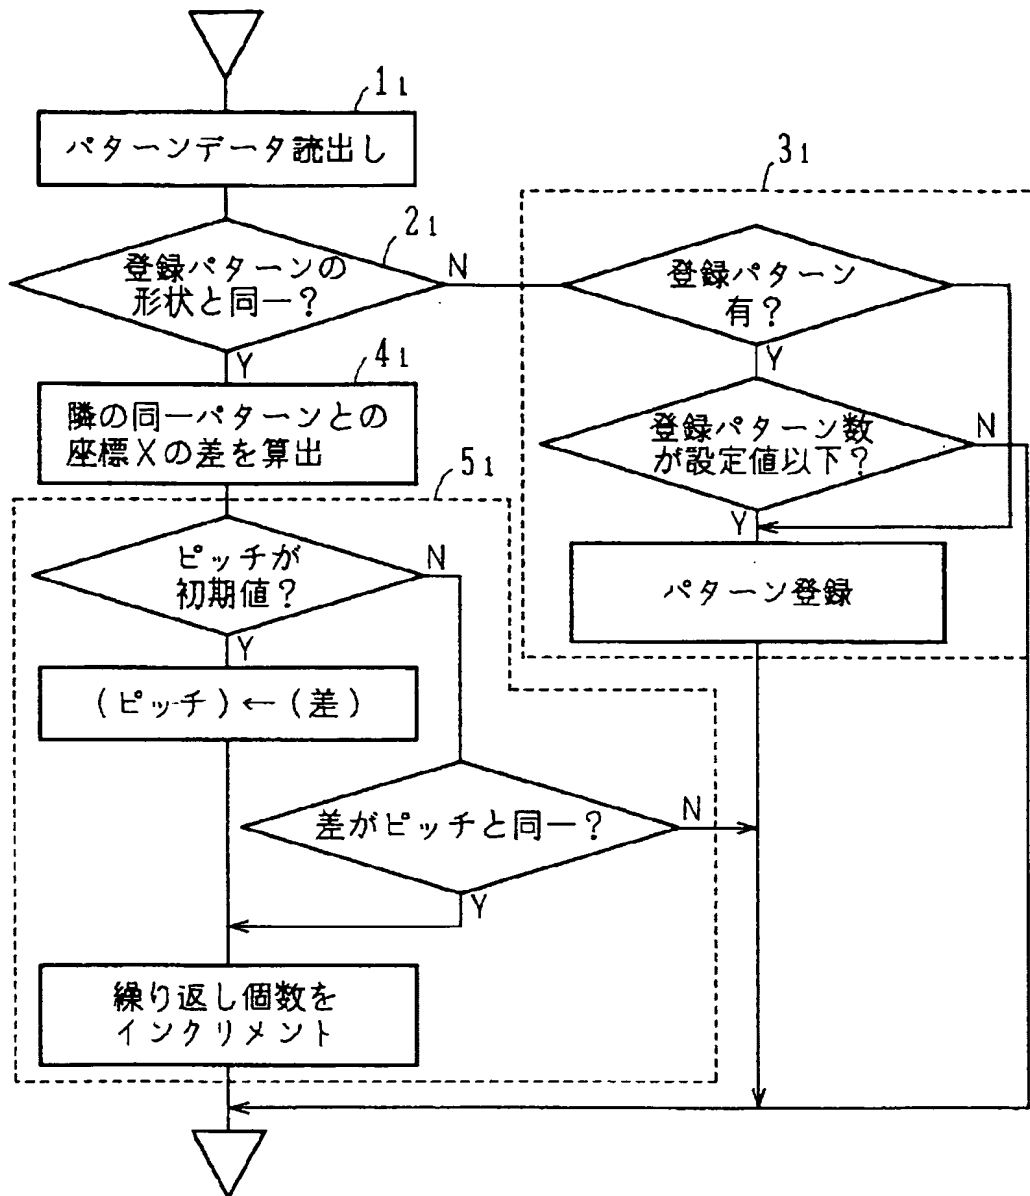 1₁
パターンデータ読出し
2₁
登録パターンの
形状と同一?
N
Y
3₁
登録パターン
有?
Y
登録パターン数
が設定値以下?
N
Y
パターン登録
4₁
隣の同一パターンとの
座標Xの差を算出
5₁
ピッチが
初期値?
N
Y
(ピッチ)←(差)
差がピッチと同一?
N
Y
繰り返し個数を
インクリメント